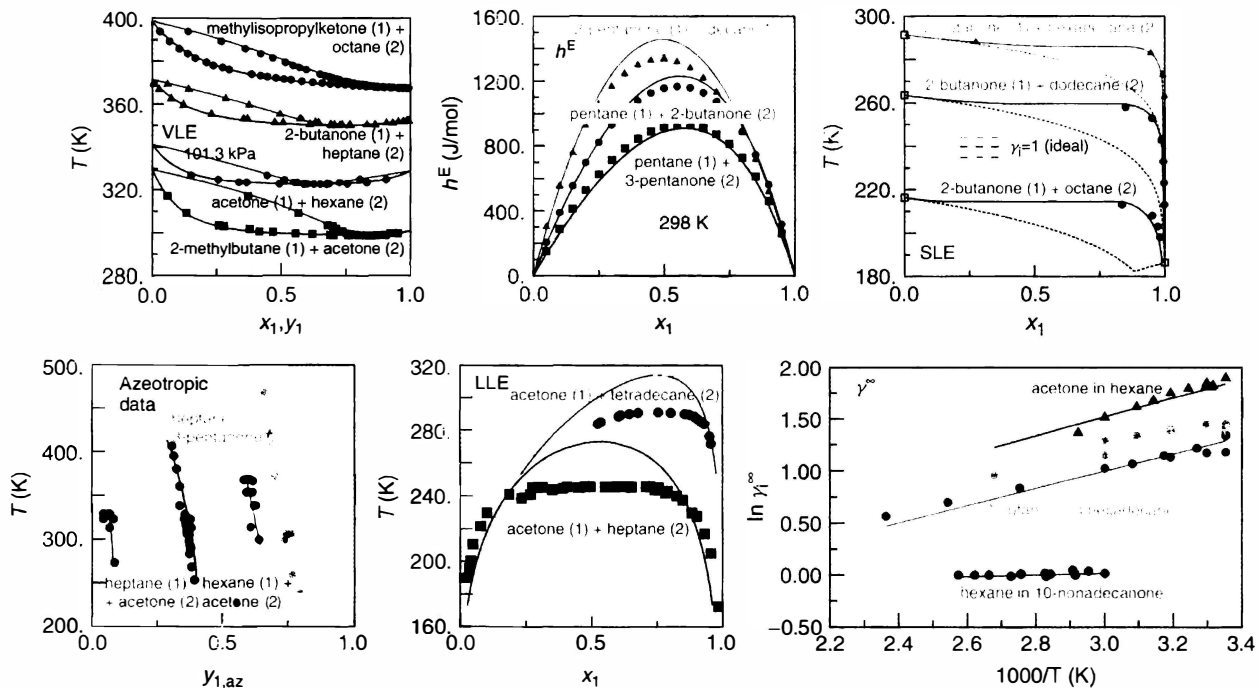 400.
360.
320.
280.
T (K)
methylisopropylketone (1) +
octane (2)
VLE
2-butanone (1) +
heptane (2)
101.3 kPa
acetone (1) + hexane (2)
2-methylbutane (1) + acetone (2)
0.0
0.5
1.0
x1,y1
1600
1200
800.
400.
0.
hE (J/mol)
hE
pentane (1) + 2-butanone (2)
pentane (1) +
3-pentanone (2)
298 K
0.0
0.5
1.0
x1
300.
260.
220.
180.
T (K)
2 butanone (1) + dodecane (2)
γi=1 (ideal)
2-butanone (1) + octane (2)
SLE
0.0
0.5
1.0
x1
500.
400.
300.
200.
T (K)
Azeotropic
data
heptane
3-pentanone
heptane (1)
+ acetone (2)
hexane (1) +
acetone (2)
0.0
0.5
1.0
y1,az
320.
280.
240.
200.
160.
T (K)
LLE
acetone (1) + tetradecane (2)
acetone (1) + heptane (2)
0.0
0.5
1.0
x1
2.00
1.50
1.00
0.50
0.00
−0.50
ln γi∞
γ∞
acetone in hexane
hexane in 10-nonadecanone
2.2
2.4
2.6
2.8
3.0
3.2
3.4
1000/T (K)